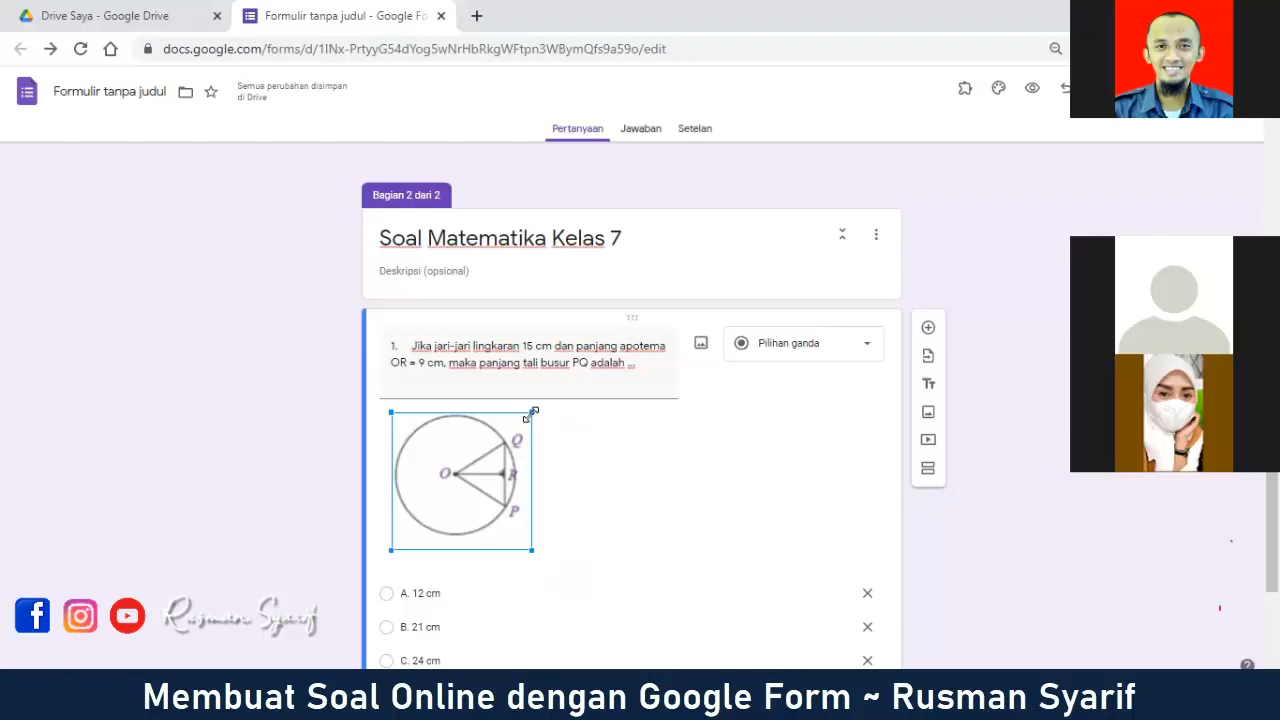 Drive Saya - Google Drive
Formulir tanpa judul - Google Fo
docs.google.com/forms/d/1INx-PrtyyG54dYog5wNrHbRkgWFtpn3WBymQfs9a59o/edit
Formulir tanpa judul
Semua perubahan disimpan
di Drive
Pertanyaan
Jawaban
Setelan
Bagian 2 dari 2
Soal Matematika Kelas 7
Deskripsi (opsional)
1. Jika jari-jari lingkaran 15 cm dan panjang apotema
OR = 9 cm, maka panjang tali busur PQ adalah ...
Pilihan ganda
Q
O
R
P
A. 12 cm
B. 21 cm
C. 24 cm
Rusman Syarif
Membuat Soal Online dengan Google Form ~ Rusman Syarif